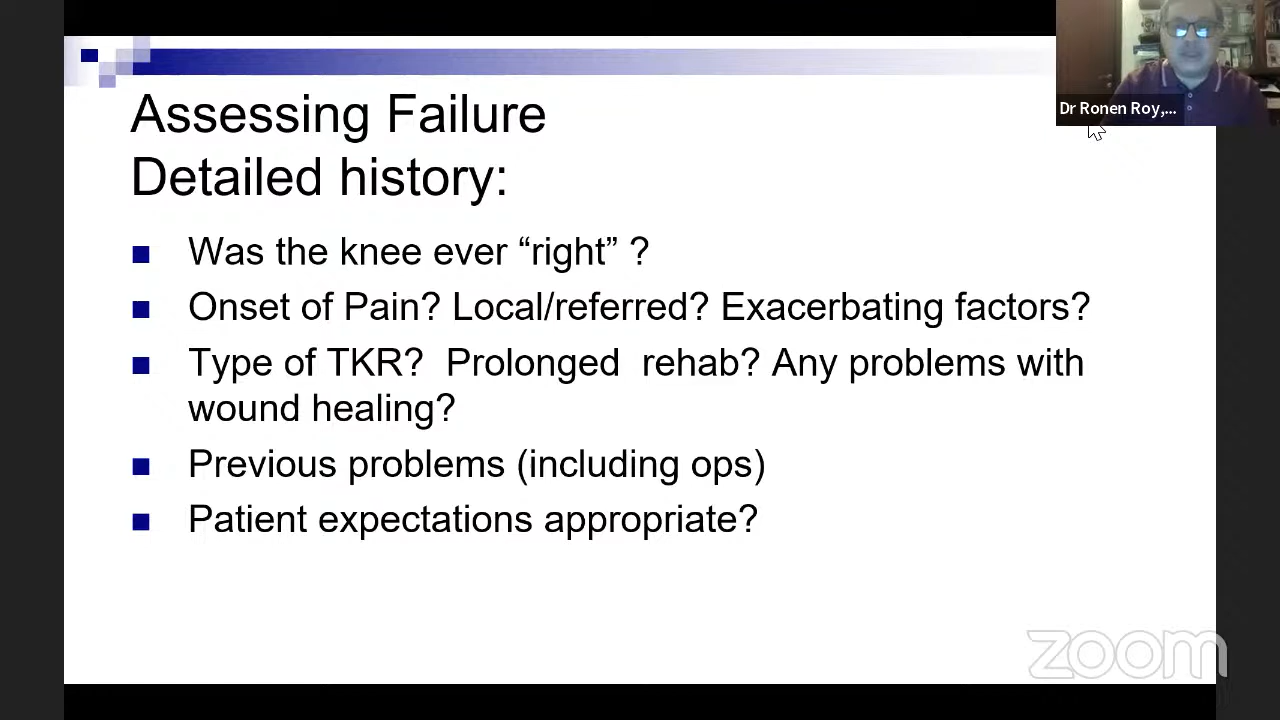 Assessing Failure
Detailed history:
Was the knee ever “right” ?
Onset of Pain? Local/referred? Exacerbating factors?
Type of TKR?  Prolonged  rehab? Any problems with
wound healing?
Previous problems (including ops)
Patient expectations appropriate?
Dr Ronen Roy,...
zoom